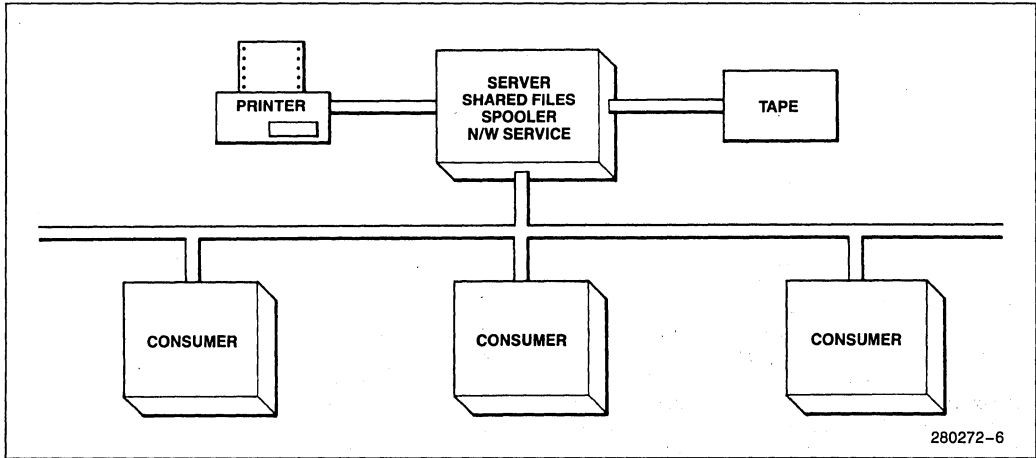 PRINTER
SERVER
SHARED FILES
SPOOLER
N/W SERVICE
TAPE
CONSUMER
CONSUMER
CONSUMER
280272-6